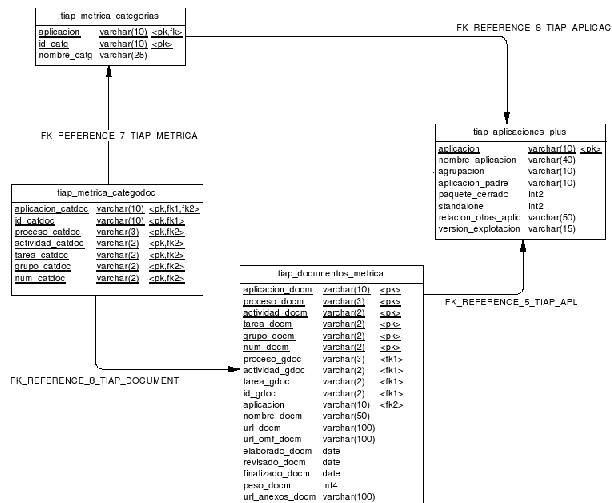 tiap_metrica_categorias
aplicacion varchar(10) <pk,fk>
id_catg varchar(10) <pk>
nombre_catg varchar(25)
FK_REFERENCE_6_TIAP_APLICAC
FK_REFERENCE_7_TIAP_METRICA
tiap_aplicaciones_plus
aplicacion varchar(10) <pk>
nombre_aplicacion varchar(40)
agrupacion varchar(10)
aplicacion_padre varchar(10)
paquete_cerrado int2
standalone int2
relacion_otras_aplic varchar(50)
version_explotacion varchar(15)
tiap_metrica_categodoc
aplicacion_catdoc varchar(10) <pk,fk1,fk2>
id_catdoc varchar(10) <pk,fk1>
proceso_catdoc varchar(3) <pk,fk2>
actividad_catdoc varchar(2) <pk,fk2>
tarea_catdoc varchar(2) <pk,fk2>
grupo_catdoc varchar(2) <pk,fk2>
num_catdoc varchar(2) <pk,fk2>
FK_REFERENCE_8_TIAP_DOCUMENT
FK_REFERENCE_5_TIAP_APL
tiap_documentos_metrica
aplicacion_docm varchar(10) <pk>
proceso_docm varchar(3) <pk>
actividad_docm varchar(2) <pk>
tarea_docm varchar(2) <pk>
grupo_docm varchar(2) <pk>
num_docm varchar(2) <pk>
proceso_gdoc varchar(3) <fk1>
actividad_gdoc varchar(2) <fk1>
tarea_gdoc varchar(2) <fk1>
id_gdoc varchar(2) <fk1>
aplicacion varchar(10) <fk2>
nombre_docm varchar(50)
url_docm varchar(100)
url_omf_docm varchar(100)
elaborado_docm date
revisado_docm date
finalizado_docm date
peso_docm int4
url_anexos_docm varchar(100)